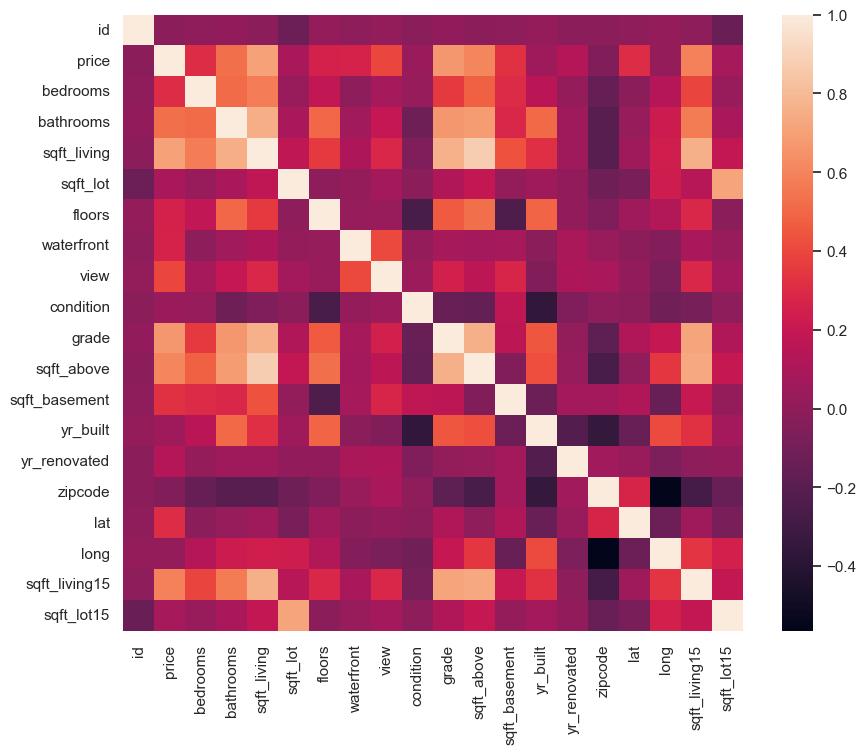 id
price
bedrooms
bathrooms
sqft_living
sqft_lot
floors
waterfront
view
condition
grade
sqft_above
sqft_basement
yr_built
yr_renovated
zipcode
lat
long
sqft_living15
sqft_lot15
id
price
bedrooms
bathrooms
sqft_living
sqft_lot
floors
waterfront
view
condition
grade
sqft_above
sqft_basement
yr_built
yr_renovated
zipcode
lat
long
sqft_living15
sqft_lot15
1.0
0.8
0.6
0.4
0.2
0.0
−0.2
−0.4